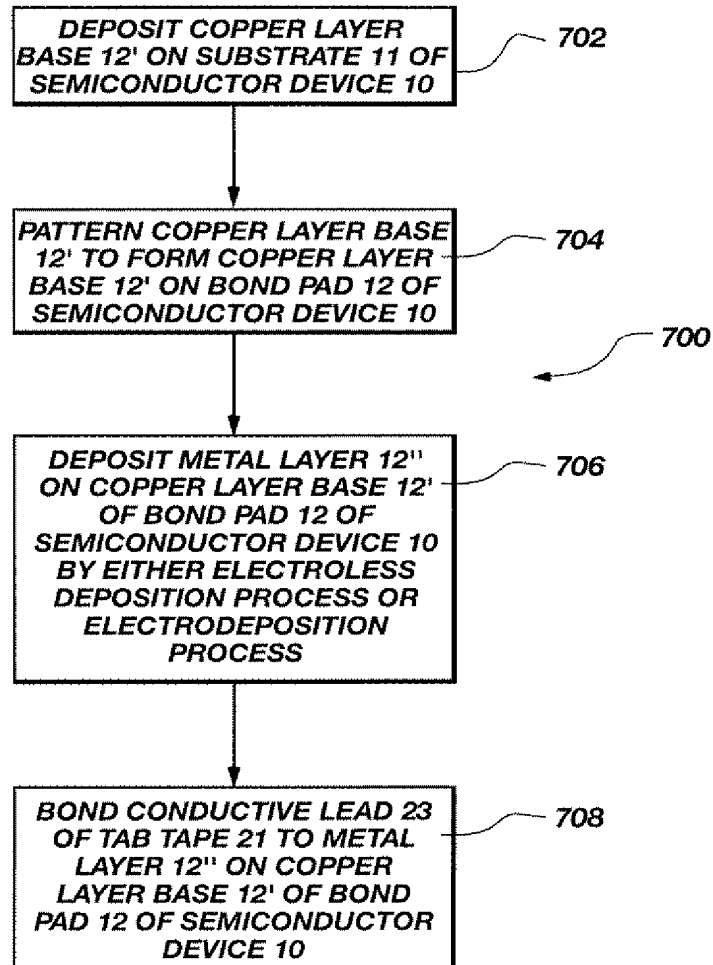 DEPOSIT COPPER LAYER
BASE 12' ON SUBSTRATE 11 OF
SEMICONDUCTOR DEVICE 10
702
PATTERN COPPER LAYER BASE
12' TO FORM COPPER LAYER
BASE 12' ON BOND PAD 12 OF
SEMICONDUCTOR DEVICE 10
704
700
DEPOSIT METAL LAYER 12"
ON COPPER LAYER BASE 12'
OF BOND PAD 12 OF
SEMICONDUCTOR DEVICE 10
BY EITHER ELECTROLESS
DEPOSITION PROCESS OR
ELECTRODEPOSITION
PROCESS
706
BOND CONDUCTIVE LEAD 23
OF TAB TAPE 21 TO METAL
LAYER 12" ON COPPER
LAYER BASE 12' OF BOND
PAD 12 OF SEMICONDUCTOR
DEVICE 10
708